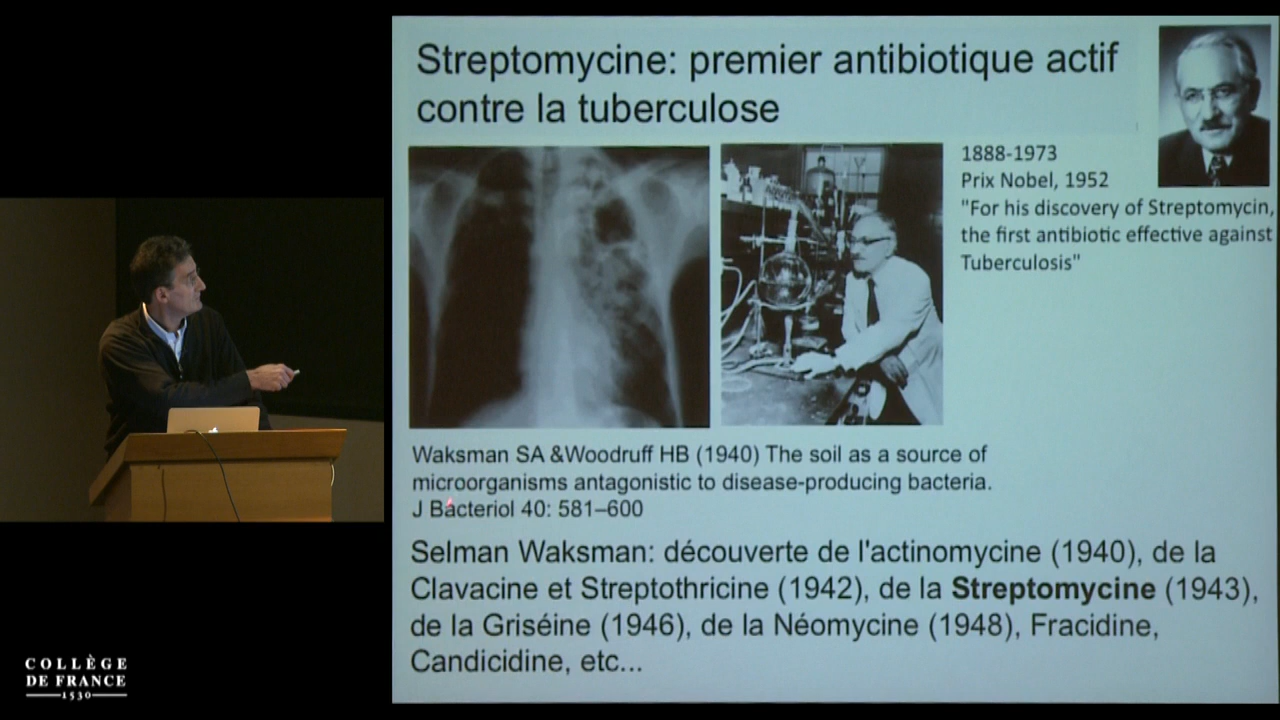 Streptomycine: premier antibiotique actif
contre la tuberculose
1888-1973
Prix Nobel, 1952
"For his discovery of Streptomycin,
the first antibiotic effective against
Tuberculosis"
Waksman SA &Woodruff HB (1940) The soil as a source of
microorganisms antagonistic to disease-producing bacteria.
J Bacteriol 40: 581–600
Selman Waksman: découverte de l'actinomycine (1940), de la
Clavacine et Streptothricine (1942), de la Streptomycine (1943),
de la Griséine (1946), de la Néomycine (1948), Fracidine,
Candicidine, etc...
COLLÈGE
DE FRANCE
1530